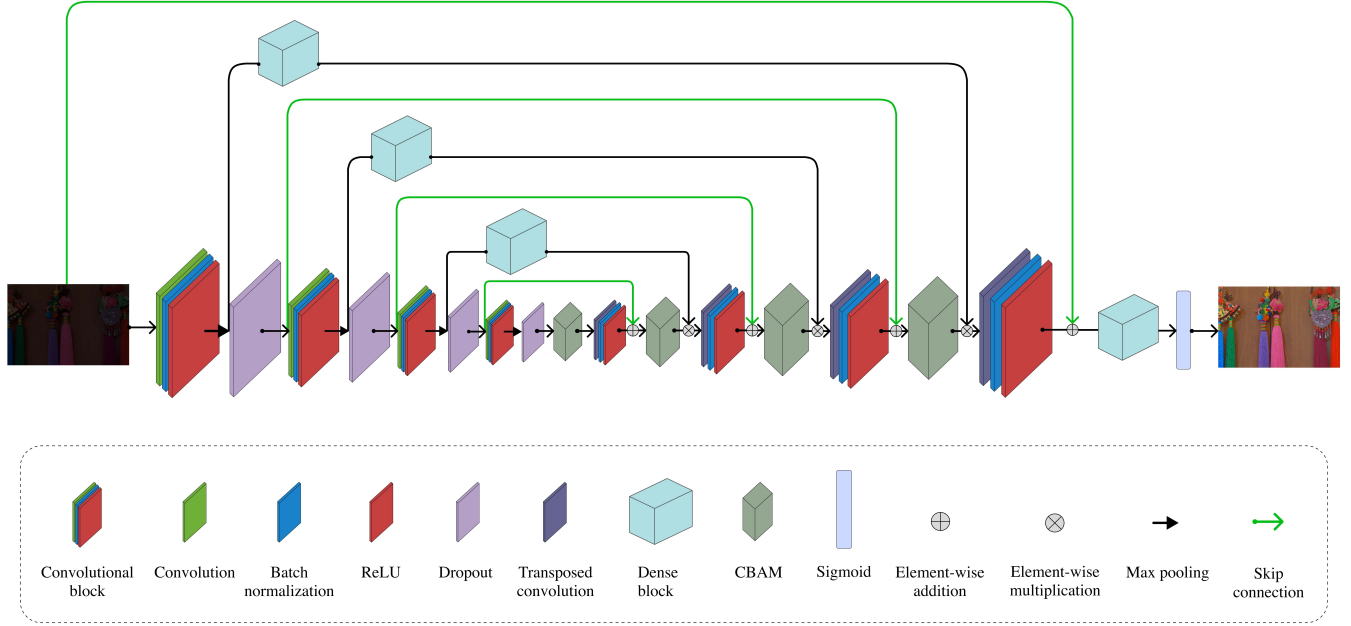 Convolutional
block
Convolution
Batch
normalization
ReLU
Dropout
Transposed
convolution
Dense
block
CBAM
Sigmoid
Element-wise
addition
Element-wise
multiplication
Max pooling
Skip
connection